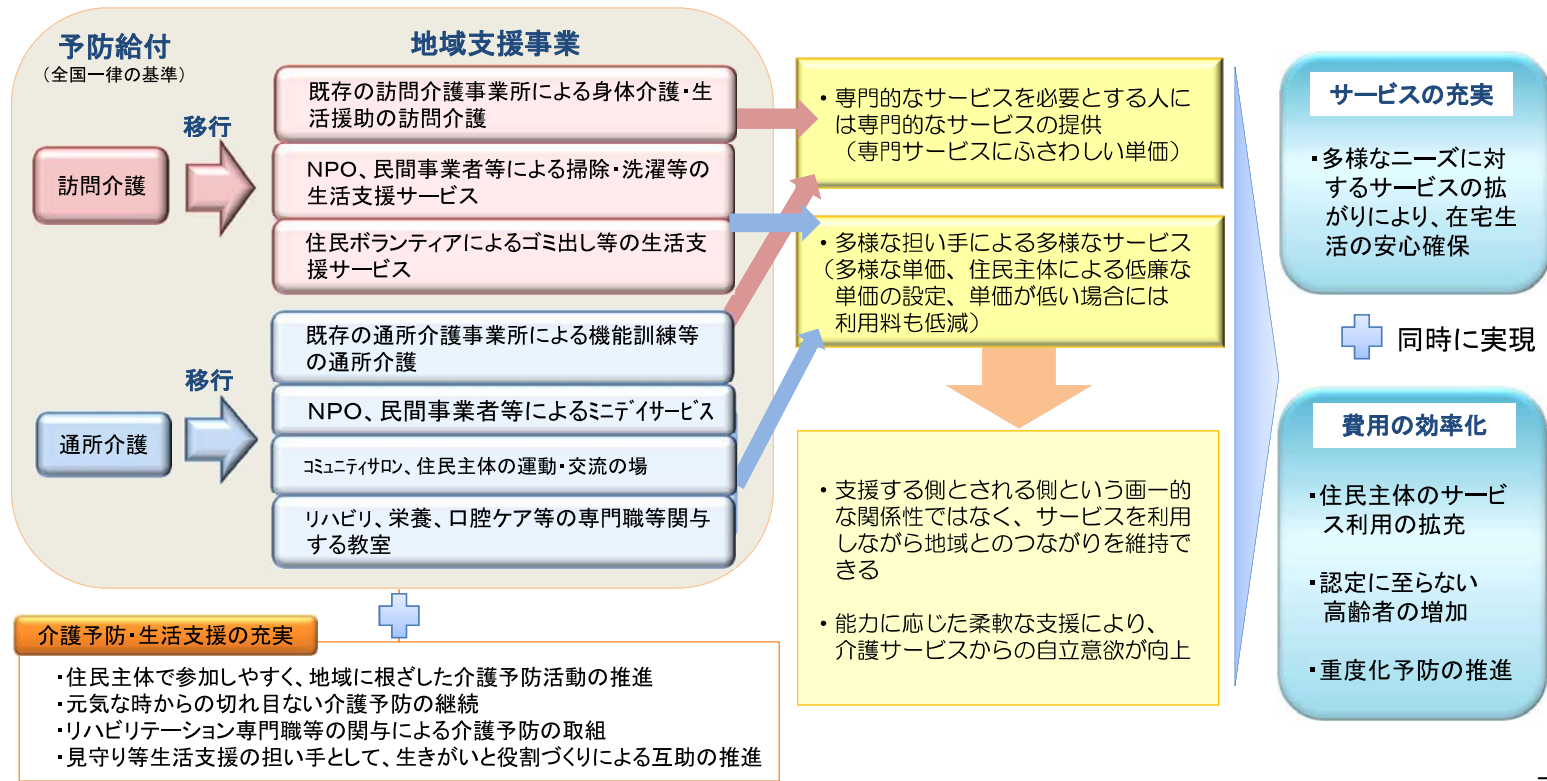 予防給付
(全国一律の基準)
地域支援事業
移行
訪問介護
既存の訪問介護事業所による身体介護・生
活援助の訪問介護
NPO、民間事業者等による掃除・洗濯等の
生活支援サービス
住民ボランティアによるゴミ出し等の生活支
援サービス
移行
通所介護
既存の通所介護事業所による機能訓練等
の通所介護
NPO、民間事業者等によるミニデイサービス
コミュニティサロン、住民主体の運動・交流の場
リハビリ、栄養、口腔ケア等の専門職等関与
する教室
介護予防・生活支援の充実
・住民主体で参加しやすく、地域に根ざした介護予防活動の推進
・元気な時からの切れ目ない介護予防の継続
・リハビリテーション専門職等の関与による介護予防の取組
・見守り等生活支援の担い手として、生きがいと役割づくりによる互助の推進
・専門的なサービスを必要とする人に
は専門的なサービスの提供
(専門サービスにふさわしい単価)
・多様な担い手による多様なサービス
(多様な単価、住民主体による低廉な
単価の設定、単価が低い場合には
利用料も低減)
・支援する側とされる側という画一的
な関係性ではなく、サービスを利用
しながら地域とのつながりを維持で
きる
・能力に応じた柔軟な支援により、
介護サービスからの自立意欲が向上
サービスの充実
・多様なニーズに対
するサービスの拡
がりにより、在宅生
活の安心確保
同時に実現
費用の効率化
・住民主体のサービ
ス利用の拡充
・認定に至らない
高齢者の増加
・重度化予防の推進